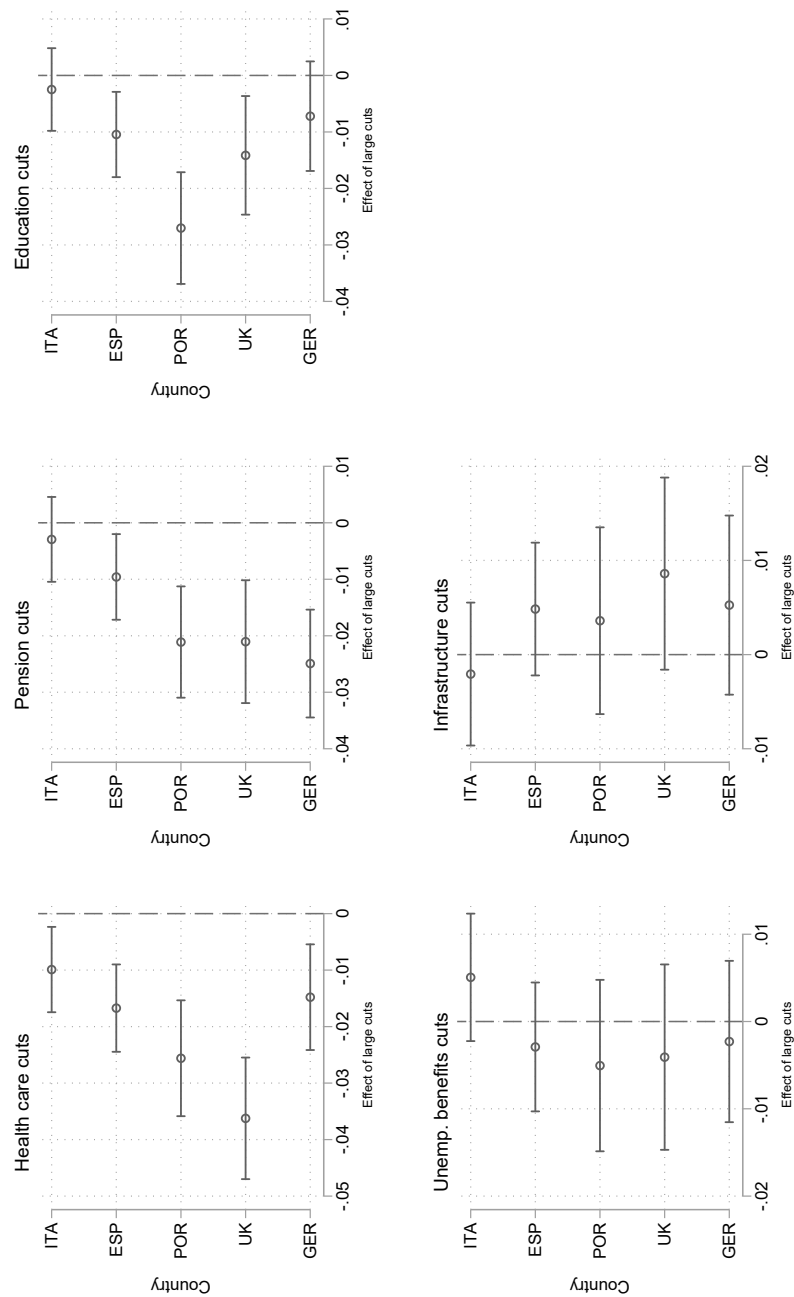 Health care cuts
Country
ITA
ESP
POR
UK
GER
-.05 -.04 -.03 -.02 -.01 0
Effect of large cuts
Pension cuts
Country
ITA
ESP
POR
UK
GER
-.04 -.03 -.02 -.01 0 .01
Effect of large cuts
Education cuts
Country
ITA
ESP
POR
UK
GER
-.04 -.03 -.02 -.01 0 .01
Effect of large cuts
Unemp. benefits cuts
Country
ITA
ESP
POR
UK
GER
-.02 -.01 0 .01
Effect of large cuts
Infrastructure cuts
Country
ITA
ESP
POR
UK
GER
-.01 0 .01 .02
Effect of large cuts